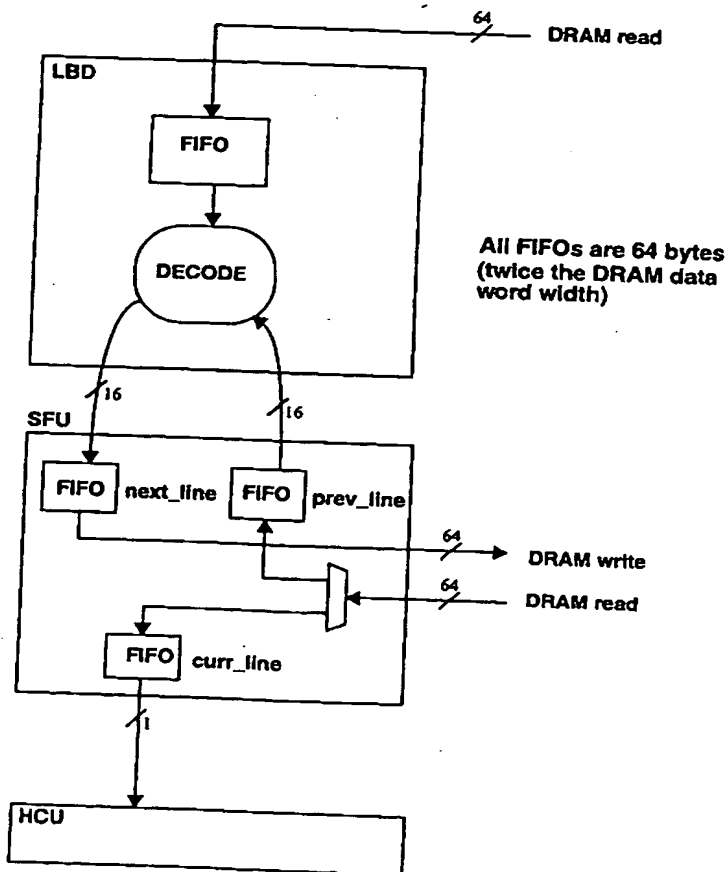 64
DRAM read
LBD
FIFO
DECODE
All FIFOs are 64 bytes
(twice the DRAM data
word width)
16
16
SFU
FIFO
next_line
FIFO
prev_line
64
DRAM write
64
DRAM read
FIFO
curr_line
1
HCU